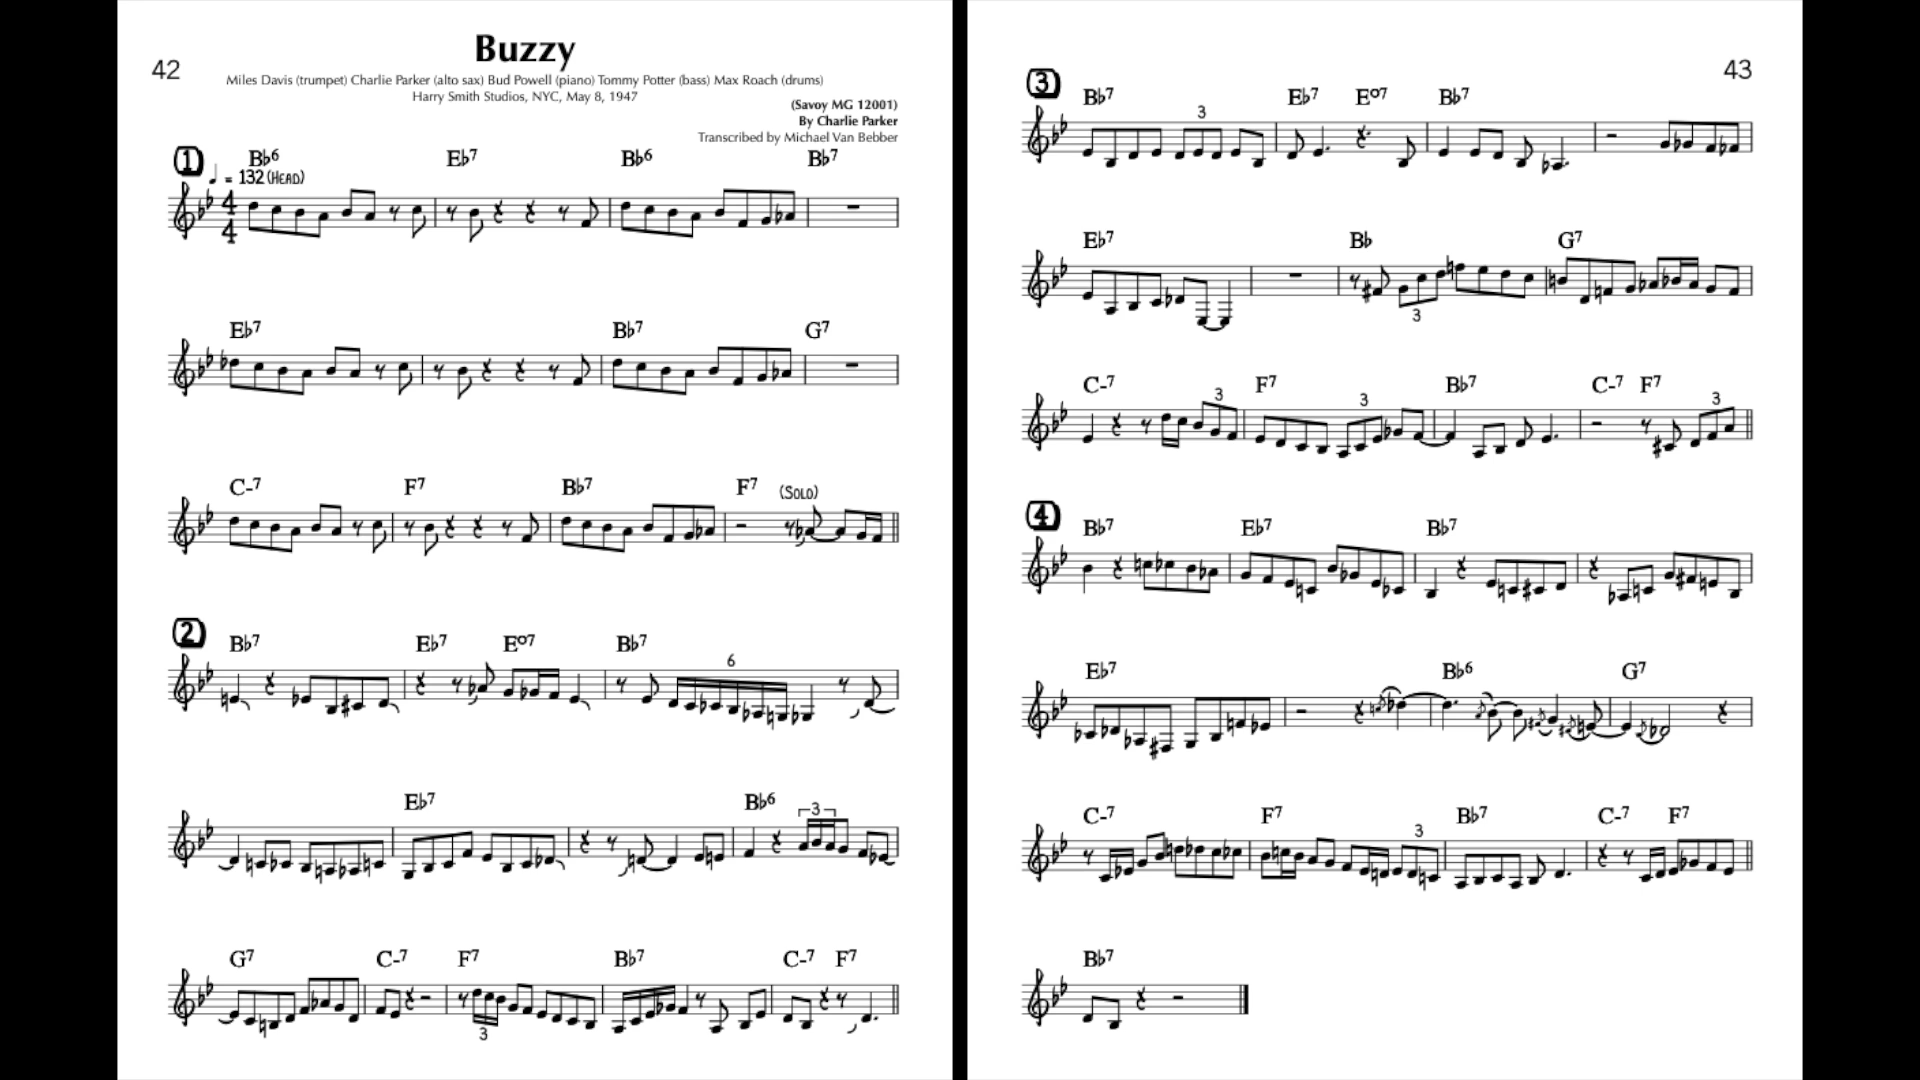 42
Buzzy
Miles Davis (trumpet) Charlie Parker (alto sax) Bud Powell (piano) Tommy Potter (bass) Max Roach (drums)
Harry Smith Studios, NYC, May 8, 1947
(Savoy MG 12001)
By Charlie Parker
Transcribed by Michael Van Bebber
1 B♭6 E♭7 B♭6 B♭7
♩ = 132 (Head)
4/4
E♭7 B♭7 G7
C-7 F7 B♭7 F7 (Solo)
2 B♭7 E♭7 E°7 B♭7
6
E♭7 B♭6 3
G7 C-7 F7 B♭7 C-7 F7
3
43
3 B♭7 E♭7 E°7 B♭7
3
E♭7 B♭ G7
3
C-7 F7 B♭7 C-7 F7
3 3 3
4 B♭7 E♭7 B♭7
E♭7 B♭6 G7
C-7 F7 B♭7 C-7 F7
3
B♭7